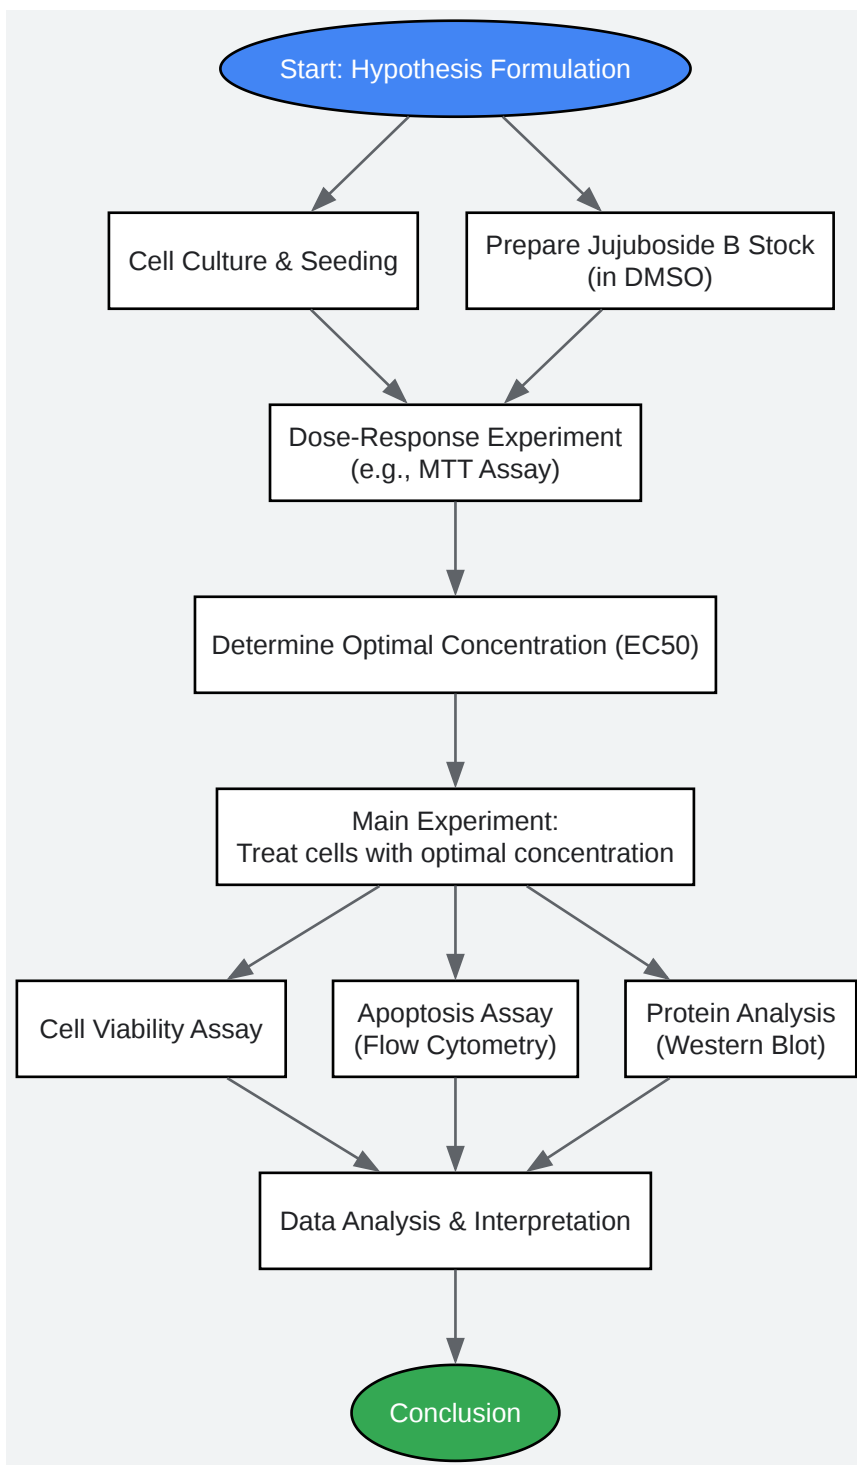 Start: Hypothesis Formulation
Cell Culture & Seeding
Prepare Jujuboside B Stock
(in DMSO)
Dose-Response Experiment
(e.g., MTT Assay)
Determine Optimal Concentration (EC50)
Main Experiment:
Treat cells with optimal concentration
Cell Viability Assay
Apoptosis Assay
(Flow Cytometry)
Protein Analysis
(Western Blot)
Data Analysis & Interpretation
Conclusion